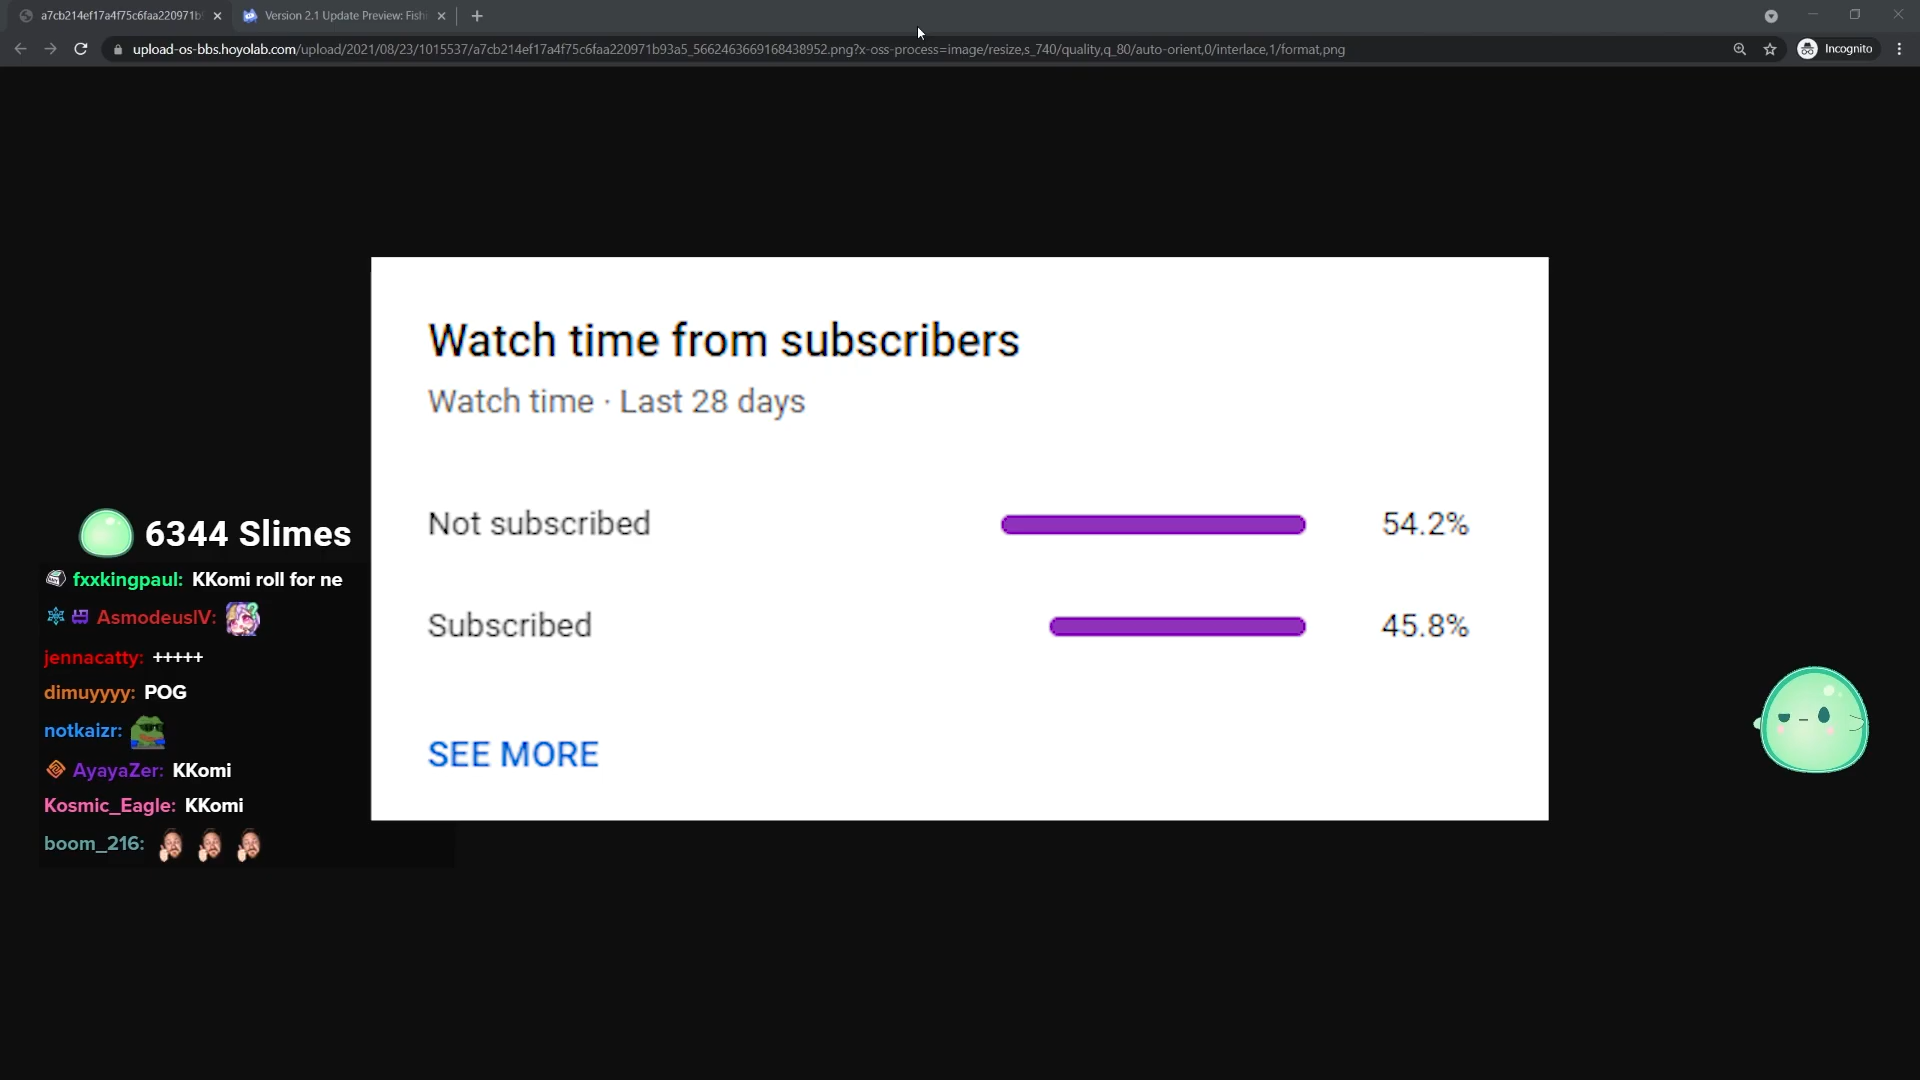 a7cb214ef17a4f75c6faa220971b
Version 2.1 Update Preview: Fish
upload-os-bbs.hoyolab.com/upload/2021/08/23/1015537/a7cb214ef17a4f75c6faa220971b93a5_5662463669168438952.png?x-oss-process=image/resize,s_740/quality,q_80/auto-orient,0/interlace,1/format,png
Incognito
Watch time from subscribers
Watch time · Last 28 days
Not subscribed 54.2%
Subscribed 45.8%
SEE MORE
6344 Slimes
fxxkingpaul: KKomi roll for ne
AsmodeusIV:
jennacatty: +++++
dimuyyyy: POG
notkaizr:
AyayaZer: KKomi
Kosmic_Eagle: KKomi
boom_216: